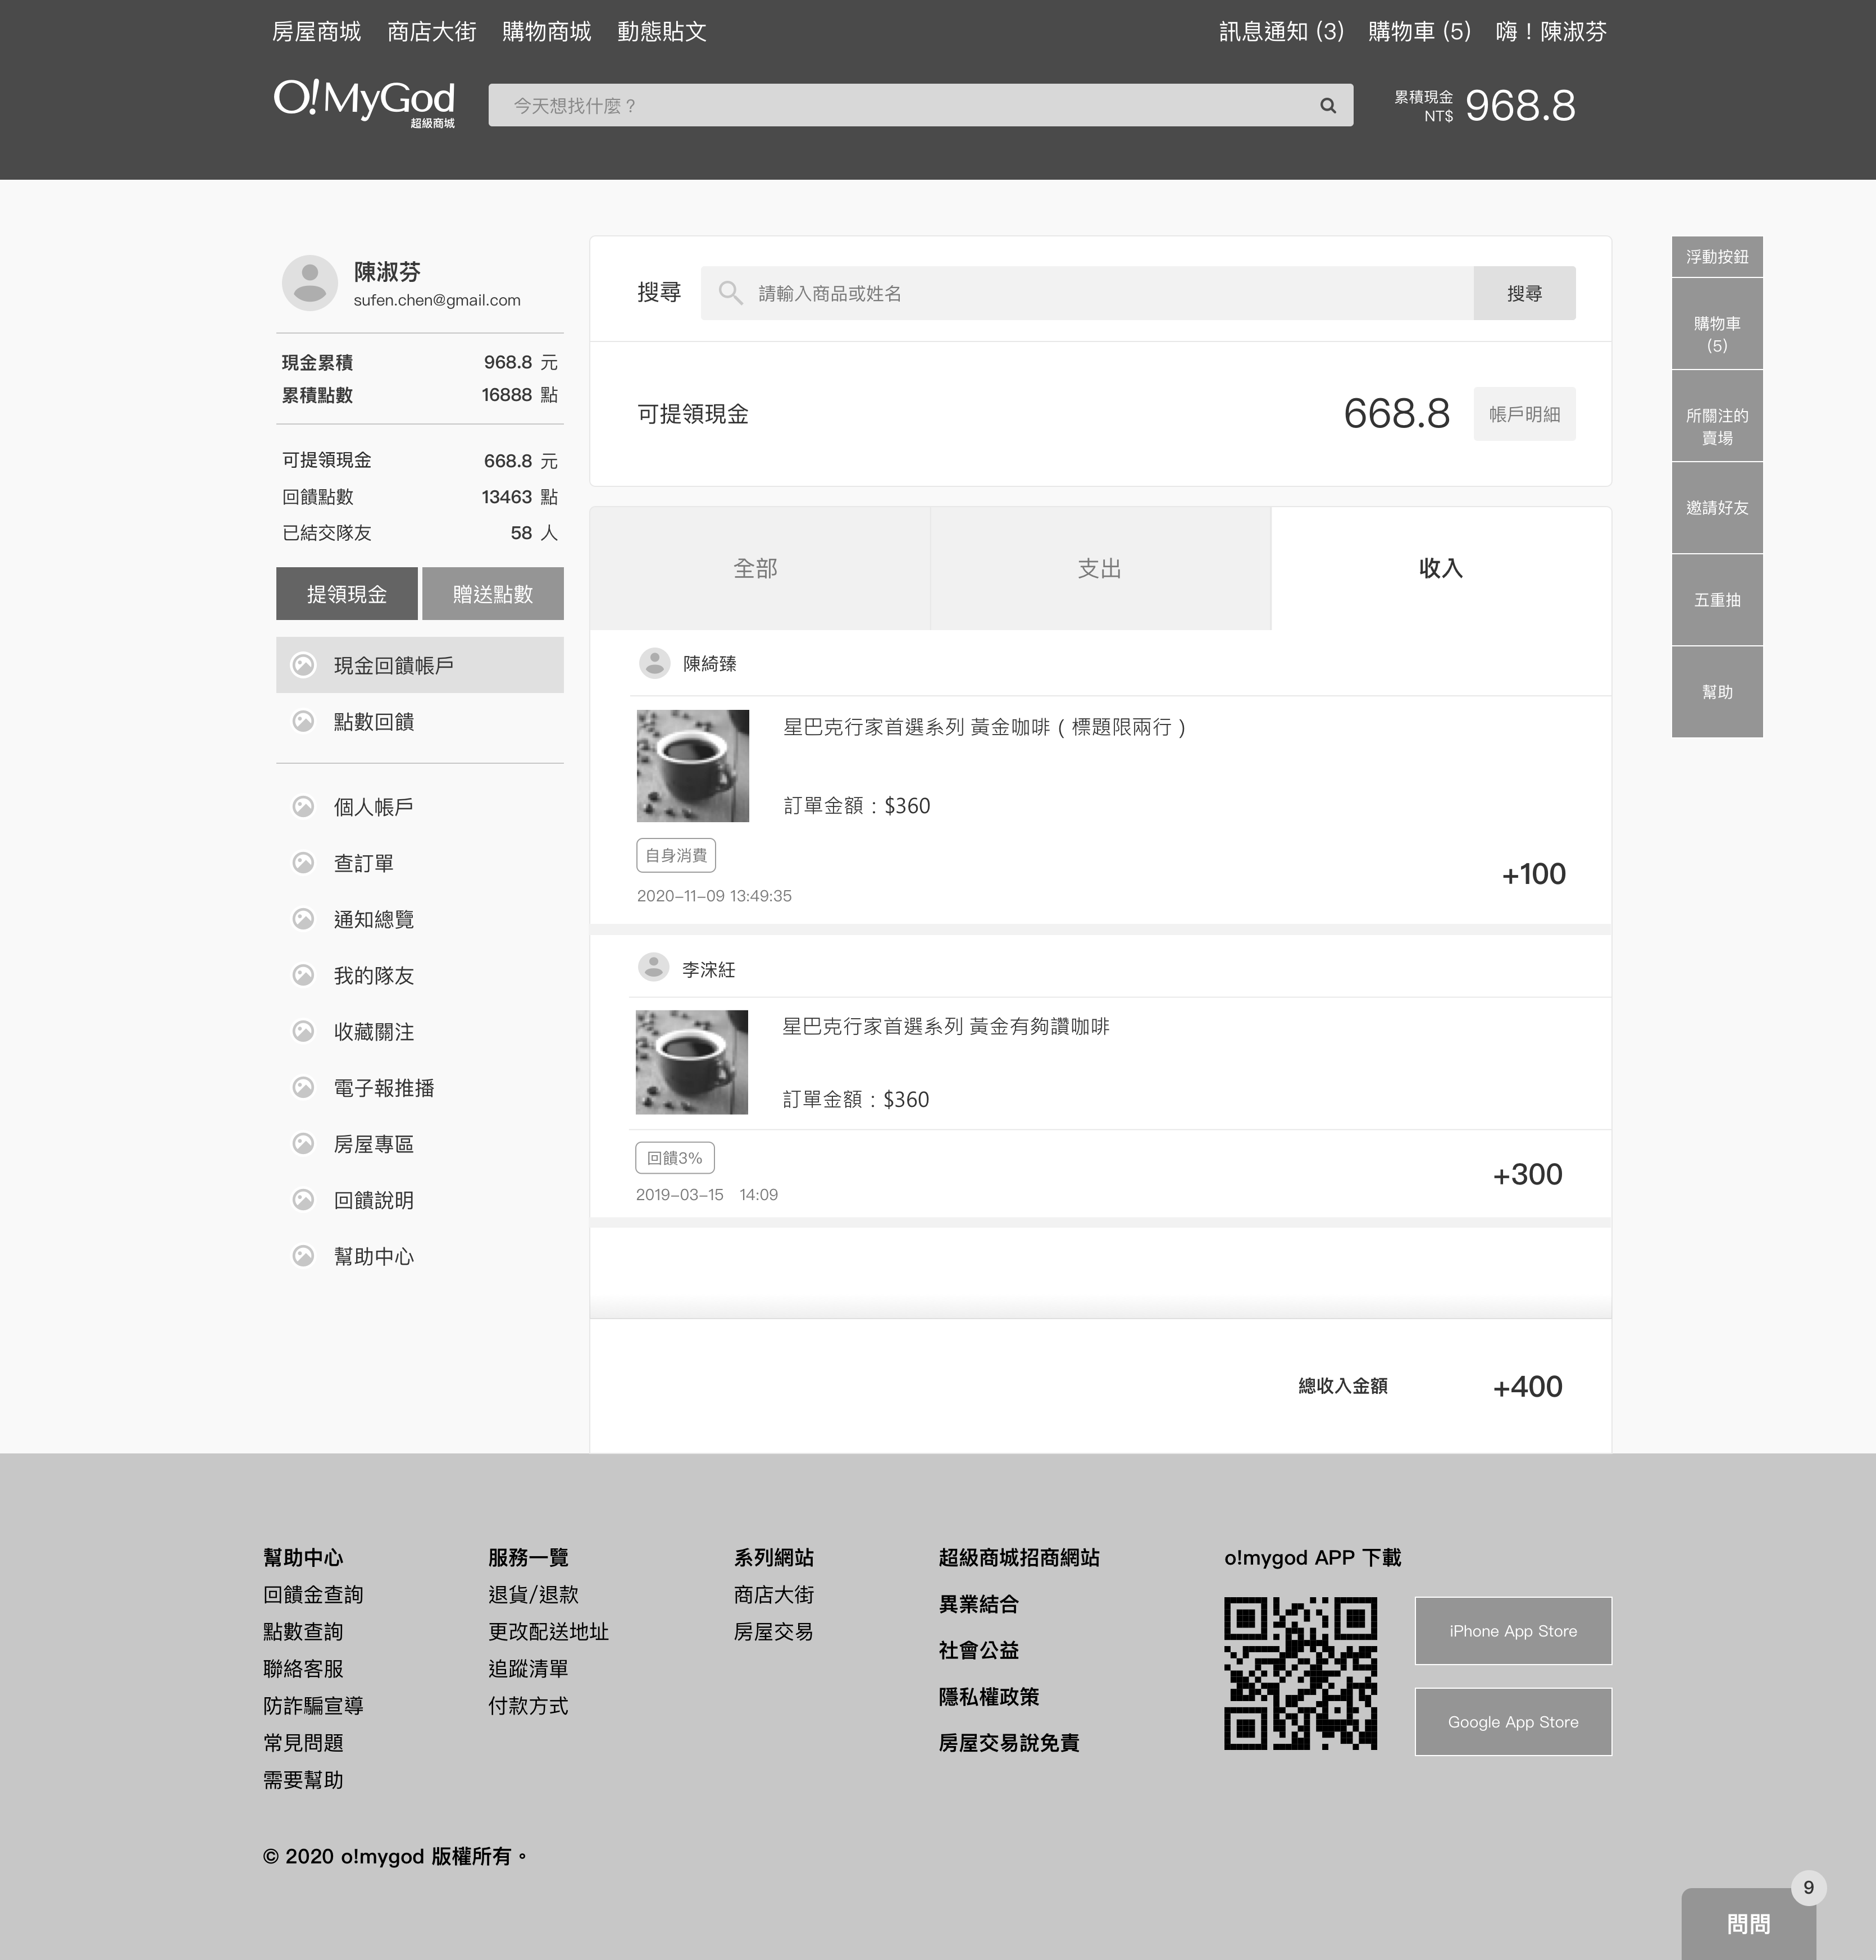 房屋商城 商店大街 購物商城 動態貼文 訊息通知 (3) 購物車 (5) 嗨！陳淑芬
O!MyGod
超級商城
今天想找什麼？
累積現金
NT$
968.8
陳淑芬
sufen.chen@gmail.com
現金累積 968.8 元
累積點數 16888 點
可提領現金 668.8 元
回饋點數 13463 點
已結交隊友 58 人
提領現金 贈送點數
現金回饋帳戶
點數回饋
個人帳戶
查訂單
通知總覽
我的隊友
收藏關注
電子報推播
房屋專區
回饋說明
幫助中心
搜尋 請輸入商品或姓名 搜尋
可提領現金 668.8 帳戶明細
全部 支出 收入
陳綺臻
星巴克行家首選系列 黃金咖啡（標題限兩行）
訂單金額：$360
自身消費
+100
2020-11-09 13:49:35
李洣紝
星巴克行家首選系列 黃金有夠讚咖啡
訂單金額：$360
回饋3%
+300
2019-03-15 14:09
總收入金額 +400
浮動按鈕
購物車
(5)
所關注的
賣場
邀請好友
五重抽
幫助
幫助中心
回饋金查詢
點數查詢
聯絡客服
防詐騙宣導
常見問題
需要幫助
服務一覽
退貨/退款
更改配送地址
追蹤清單
付款方式
系列網站
商店大街
房屋交易
超級商城招商網站
異業結合
社會公益
隱私權政策
房屋交易說免責
o!mygod APP 下載
iPhone App Store
Google App Store
© 2020 o!mygod 版權所有。
9
問問